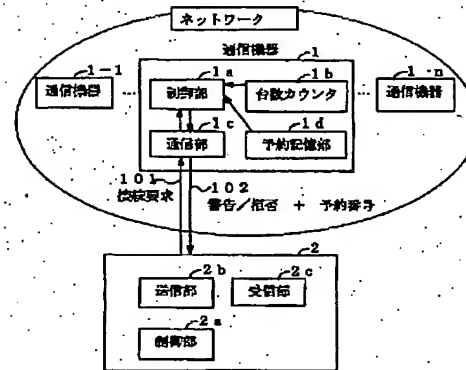 ネットワーク
通信機器 1
1-1
通信機器
1a
制御部
1b
台数カウンタ
1-n
通信機器
1c
通信部
1d
予約記憶部
101
接続要求
102
警告/拒否 + 予約番号
2
2b
送信部
2c
受信部
2a
制御部